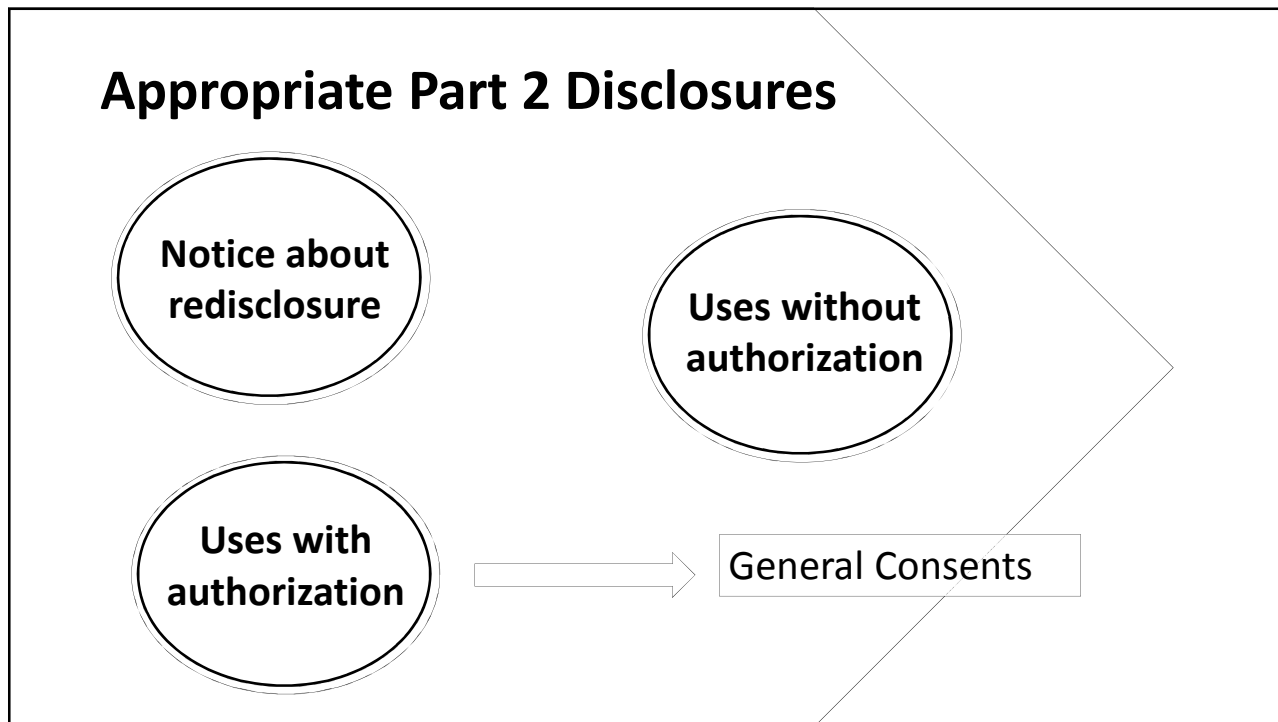 Appropriate Part 2 Disclosures
Notice about
redisclosure
Uses without
authorization
Uses with
authorization
General Consents